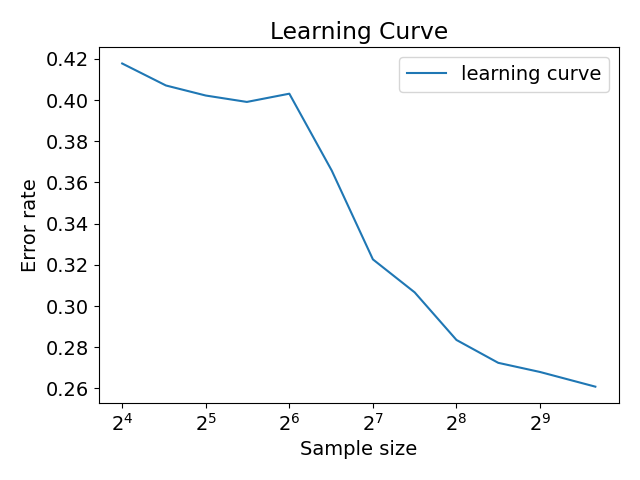 Learning Curve
learning curve
Error rate
0.42
0.40
0.38
0.36
0.34
0.32
0.30
0.28
0.26
2⁴ 2⁵ 2⁶ 2⁷ 2⁸ 2⁹
Sample size